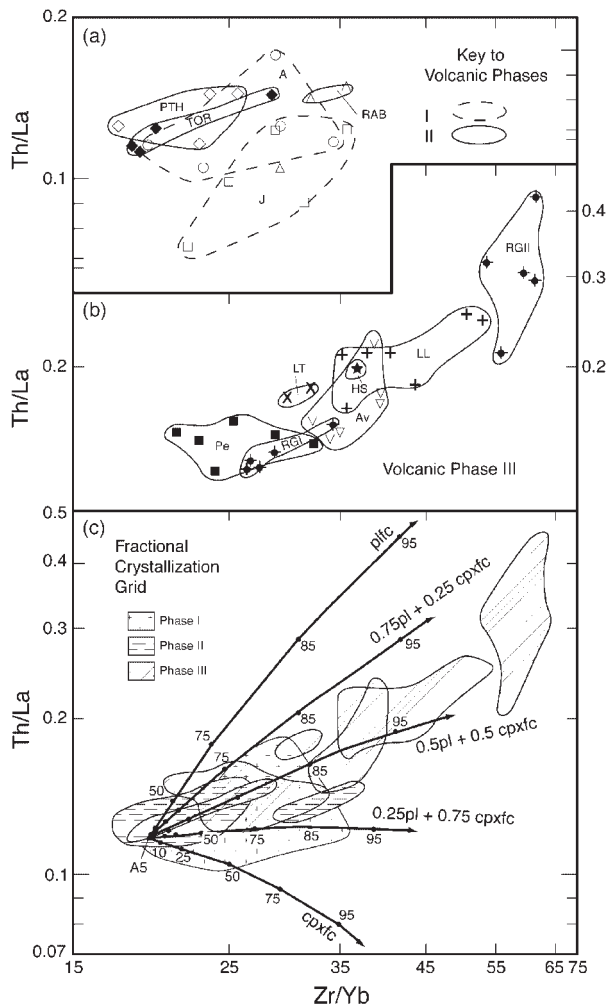 0.2
(a)
A
PTH
TOR
RAB
Key to
Volcanic Phases
I
II
Th/La
0.1
J
0.4
RGII
0.3
(b)
0.2
0.2
LT
LL
HS
Th/La
Pe
RGI
Av
Volcanic Phase III
0.5
(c)
plfc
95
0.4
Fractional
Crystallization
Grid
0.75pl + 0.25 cpxfc
Phase I
Phase II
Phase III
0.3
85
95
Th/La
75
85
95
0.2
75
0.5pl + 0.5 cpxfc
50
85
0.25pl + 0.75 cpxfc
50
75
85
95
A5
10
25
0.1
50
75
95
cpxfc
0.07
15
25
35
45
55
65
75
Zr/Yb